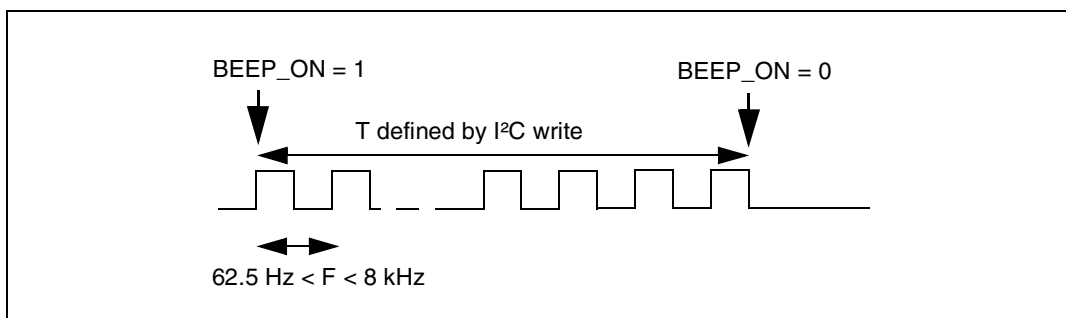 BEEP_ON = 1
BEEP_ON = 0
T defined by I²C write
62.5 Hz < F < 8 kHz